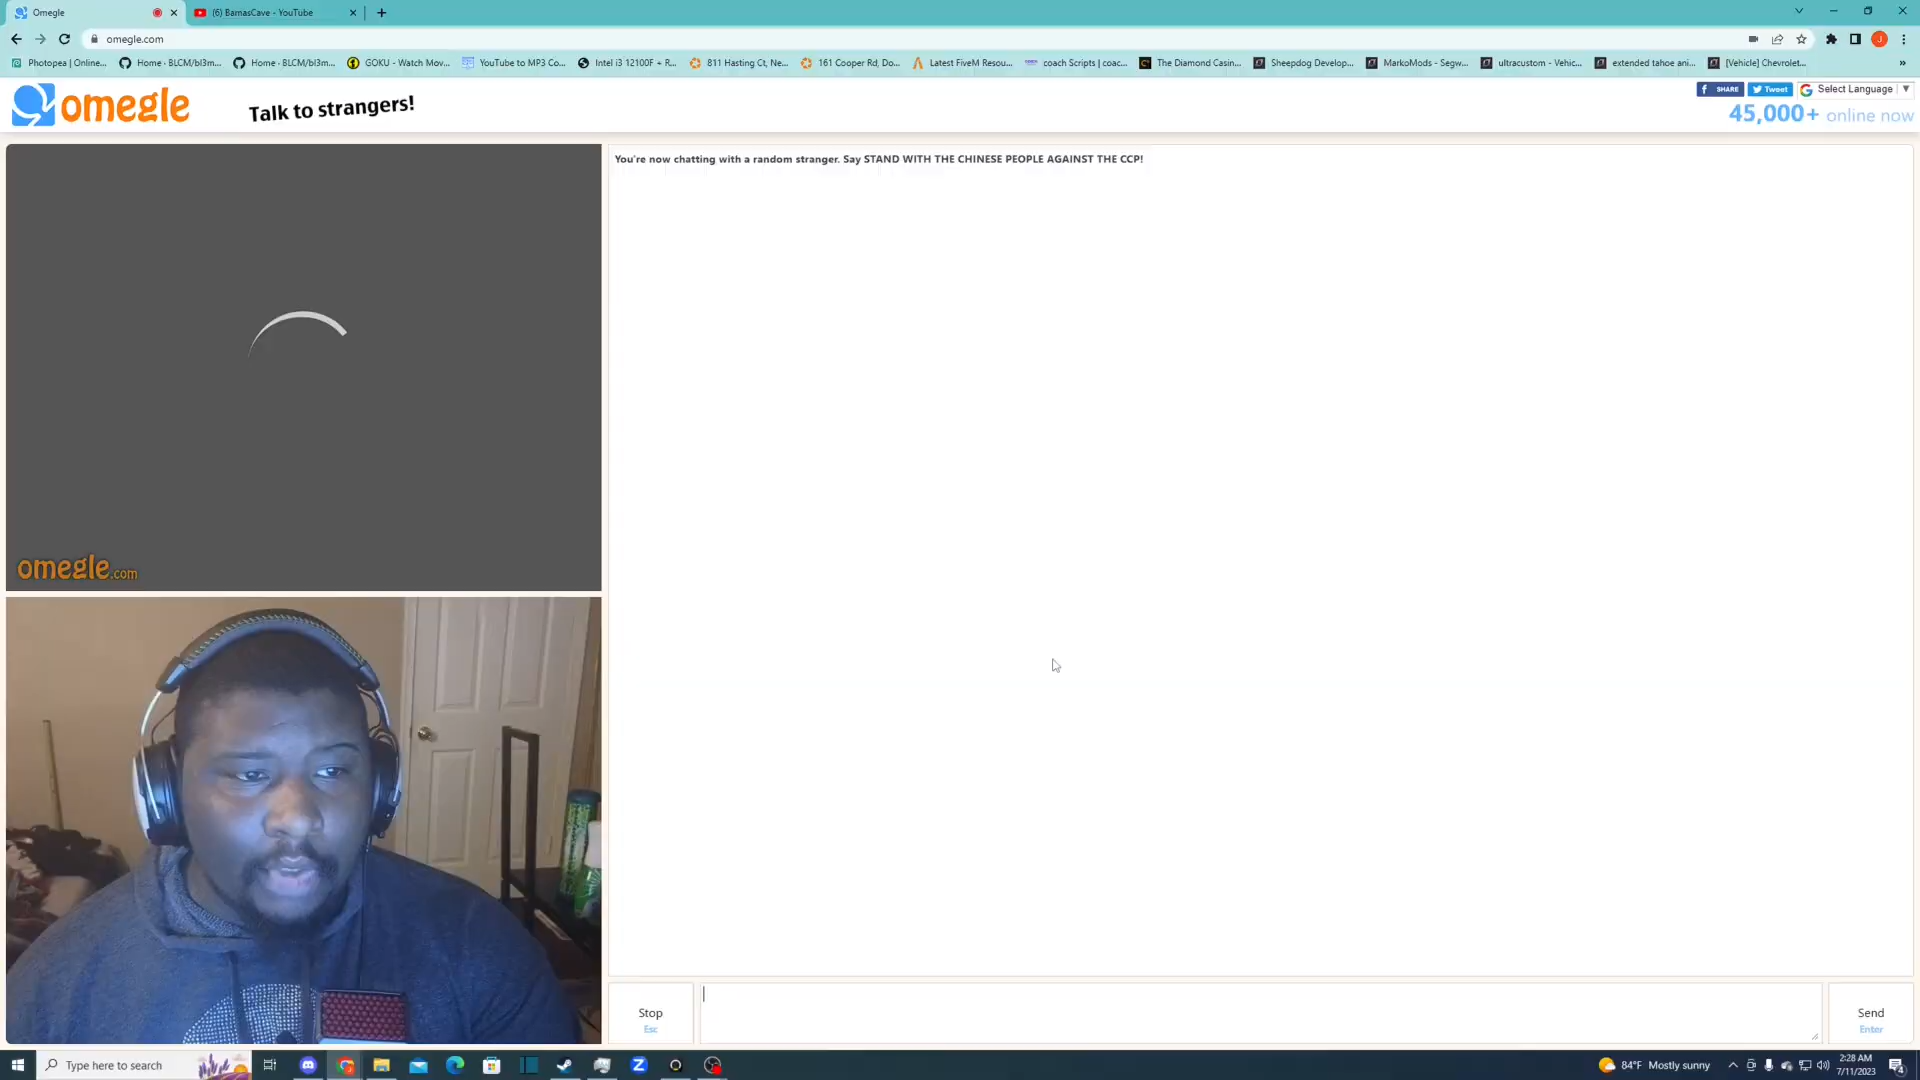 Omegle
(6) BamasCave - YouTube
omegle.com
Photopea | Online...
Home · BLCM/bl3m...
Home · BLCM/bl3m...
GOKU - Watch Mov...
YouTube to MP3 Co...
Intel i3 12100F + R...
811 Hasting Ct, Ne...
161 Cooper Rd, Do...
Latest FiveM Resou...
coach Scripts | coac...
The Diamond Casin...
Sheepdog Develop...
MarkoMods - Segw...
ultracustom - Vehic...
extended tahoe ani...
[Vehicle] Chevrolet...
omegle
Talk to strangers!
SHARE
Tweet
Select Language
45,000+ online now
You're now chatting with a random stranger. Say STAND WITH THE CHINESE PEOPLE AGAINST THE CCP!
omegle.com
Stop
Esc
Send
Enter
Type here to search
84°F Mostly sunny
2:28 AM
7/11/2023